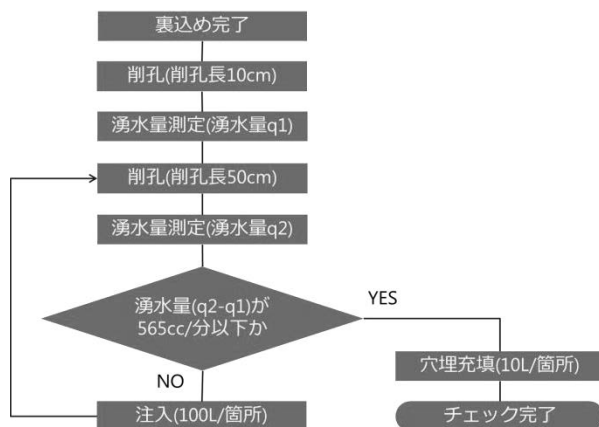 裏込め完了
削孔(削孔長10cm)
湧水量測定(湧水量q1)
削孔(削孔長50cm)
湧水量測定(湧水量q2)
湧水量(q2-q1)が
565cc/分以下か
YES
NO
穴埋充填(10L/箇所)
注入(100L/箇所)
チェック完了